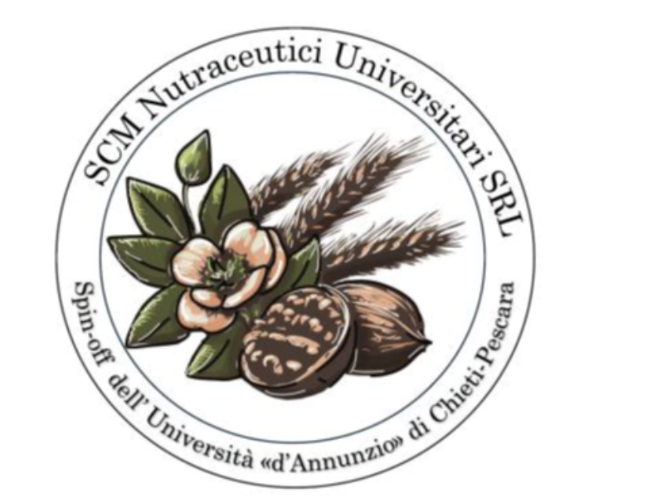 SCM Nutraceutici Universitari SRL
Spin-off dell' Università «d'Annunzio» di Chieti-Pescara